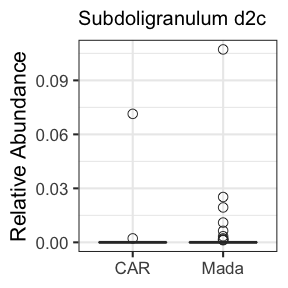 Subdoligranulum d2c
Relative Abundance
0.09
0.06
0.03
0.00
CAR Mada